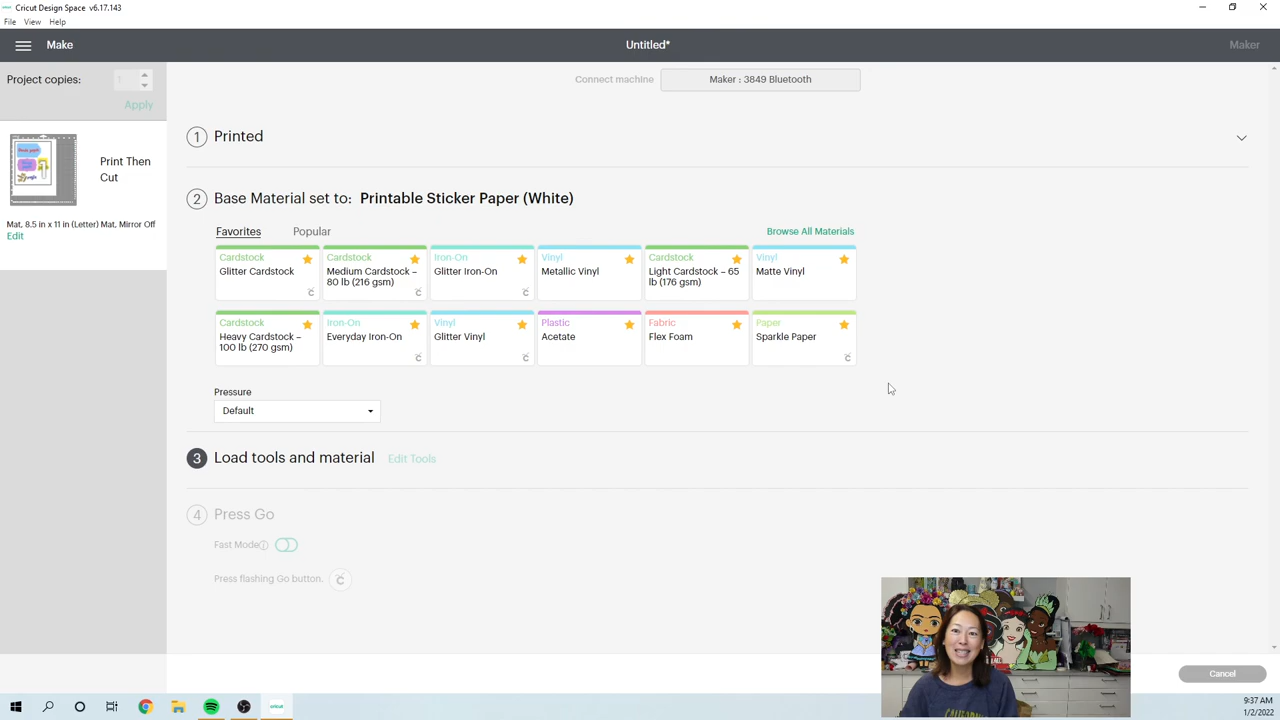 Cricut Design Space v6.17.143
File View Help
Make
Untitled*
Maker
Project copies: 1
Apply
Print Then
Cut
Mat, 8.5 in x 11 in (Letter) Mat, Mirror Off
Edit
Connect machine
Maker : 3849 Bluetooth
1 Printed
2 Base Material set to: Printable Sticker Paper (White)
Favorites Popular Browse All Materials
Cardstock
Glitter Cardstock
Cardstock
Medium Cardstock –
80 lb (216 gsm)
Iron-On
Glitter Iron-On
Vinyl
Metallic Vinyl
Cardstock
Light Cardstock – 65
lb (176 gsm)
Vinyl
Matte Vinyl
Cardstock
Heavy Cardstock –
100 lb (270 gsm)
Iron-On
Everyday Iron-On
Vinyl
Glitter Vinyl
Plastic
Acetate
Fabric
Flex Foam
Paper
Sparkle Paper
Pressure
Default
3 Load tools and material Edit Tools
4 Press Go
Fast Mode
Press flashing Go button.
Cancel
9:37 AM
1/2/2022